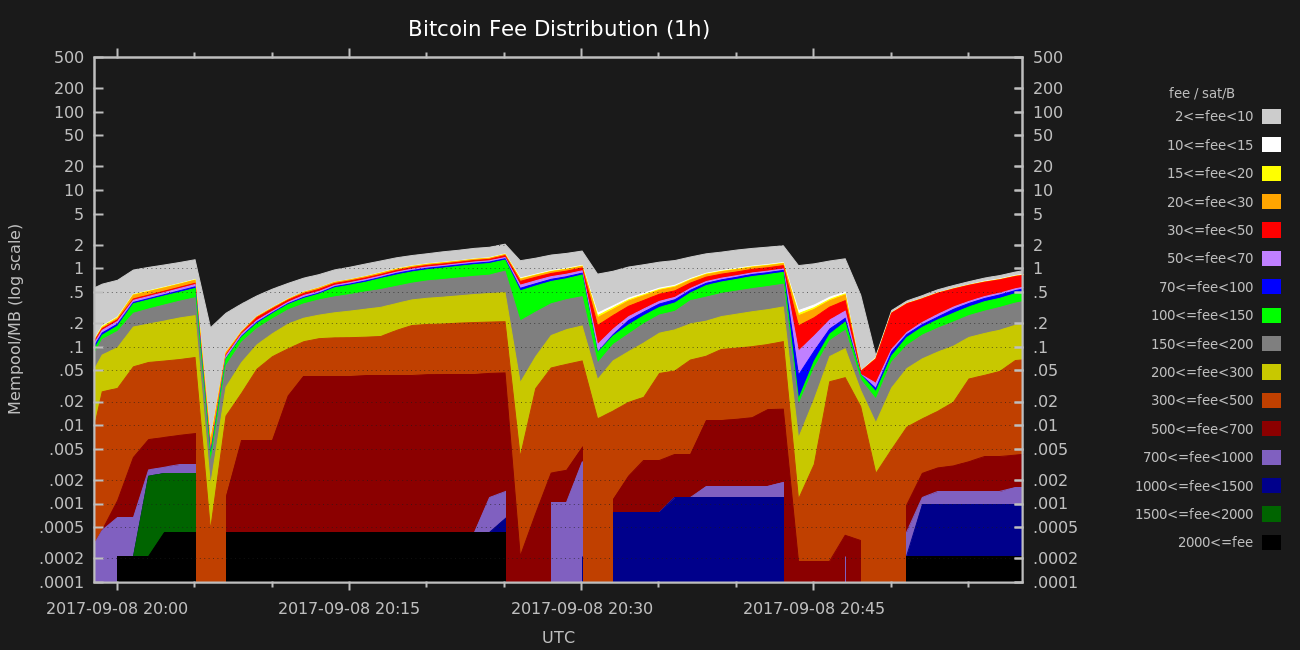 Bitcoin Fee Distribution (1h)
500 500
200 200
100 100
50 50
20 20
10 10
5 5
2 2
1 1
.5 .5
.2 .2
.1 .1
.05 .05
.02 .02
.01 .01
.005 .005
.002 .002
.001 .001
.0005 .0005
.0002 .0002
.0001 .0001
Mempool/MB (log scale)
2017-09-08 20:00 2017-09-08 20:15 2017-09-08 20:30 2017-09-08 20:45
UTC
fee / sat/B
2<=fee<10
10<=fee<15
15<=fee<20
20<=fee<30
30<=fee<50
50<=fee<70
70<=fee<100
100<=fee<150
150<=fee<200
200<=fee<300
300<=fee<500
500<=fee<700
700<=fee<1000
1000<=fee<1500
1500<=fee<2000
2000<=fee